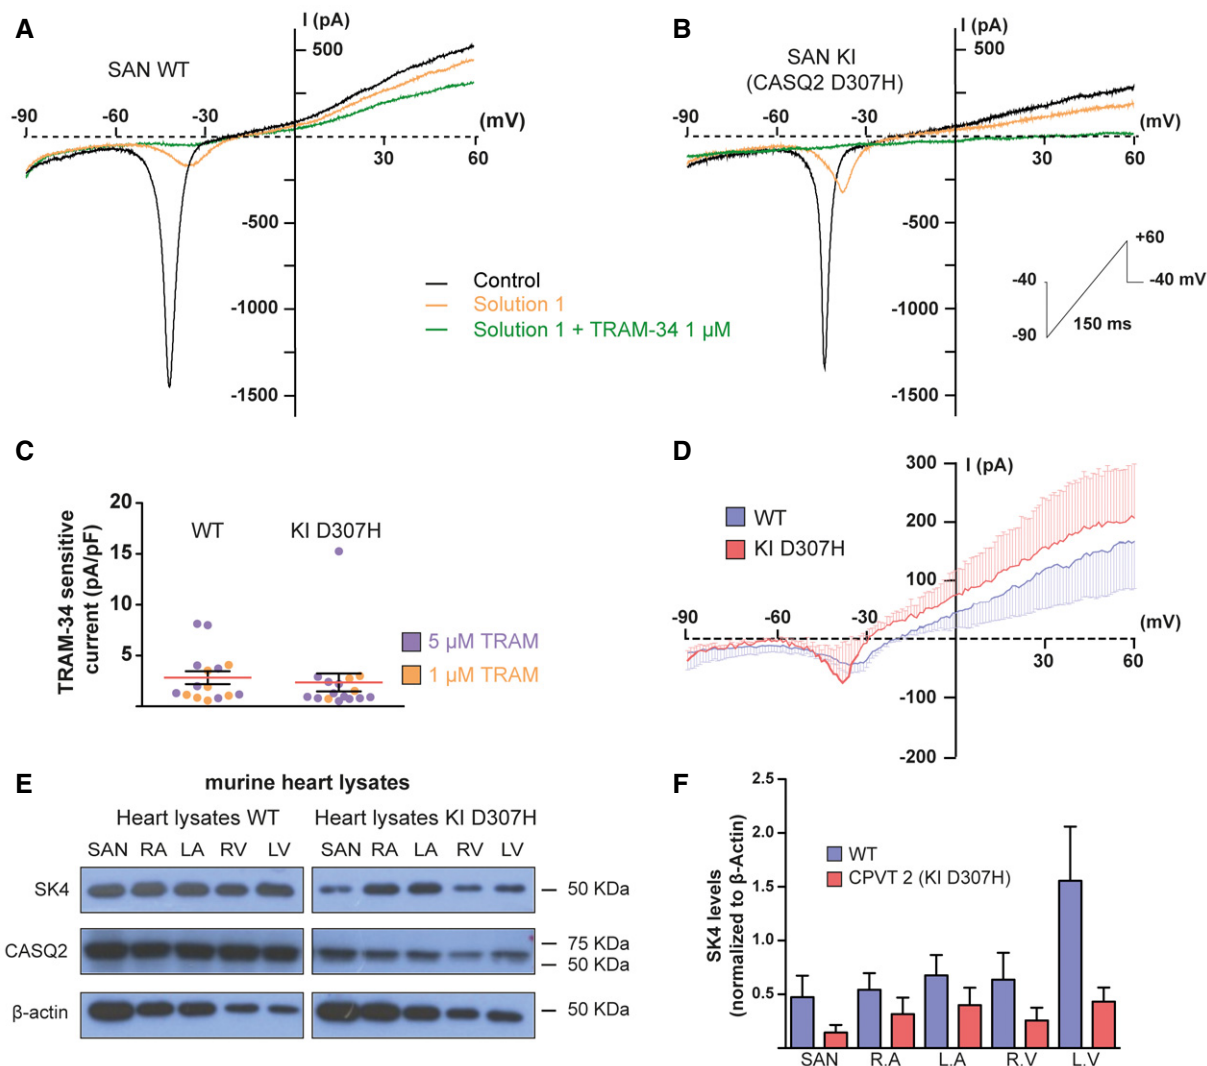 A
I (pA)
500
SAN WT
-90
-60
-30
30
60
(mV)
-500
-1000
-1500
Control
Solution 1
Solution 1 + TRAM-34 1 µM
B
I (pA)
500
SAN KI
(CASQ2 D307H)
-90
-60
-30
30
60
(mV)
-500
-1000
-1500
+60
-40
-40 mV
-90
150 ms
C
TRAM-34 sensitive
current (pA/pF)
20
15
10
5
WT
KI D307H
5 µM TRAM
1 µM TRAM
D
300
I (pA)
200
100
WT
KI D307H
-90
-60
-30
30
60
(mV)
-100
-200
E
murine heart lysates
Heart lysates WT
Heart lysates KI D307H
SAN RA LA RV LV
SAN RA LA RV LV
SK4
50 KDa
CASQ2
75 KDa
50 KDa
β-actin
50 KDa
F
SK4 levels
(normalized to β-Actin)
2.5
2.0
1.5
1.0
0.5
WT
CPVT 2 (KI D307H)
SAN R.A L.A R.V L.V